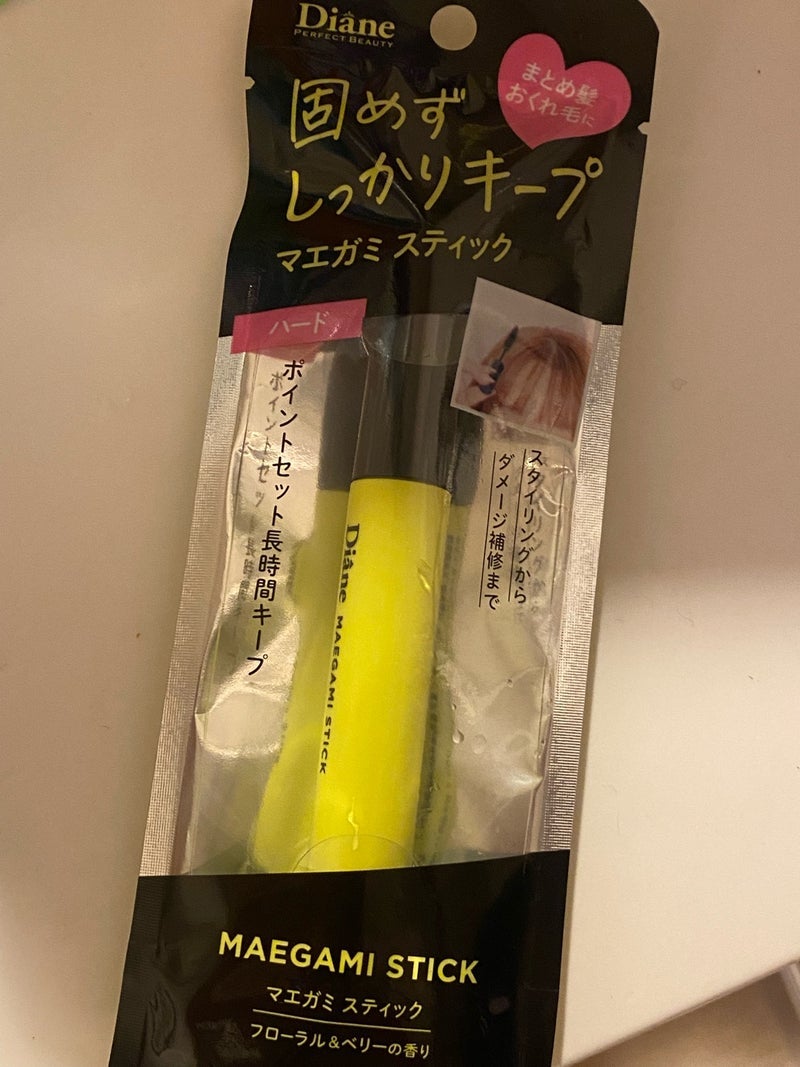 Diane
PERFECT BEAUTY
まとめ髪
おくれ毛に
固めず
しっかりキープ
マエガミ スティック
ハード
ポイントセット長時間キープ
スタイリングから
ダメージ補修まで
Diane MAEGAMI STICK
MAEGAMI STICK
マエガミ スティック
フローラル&ベリーの香り